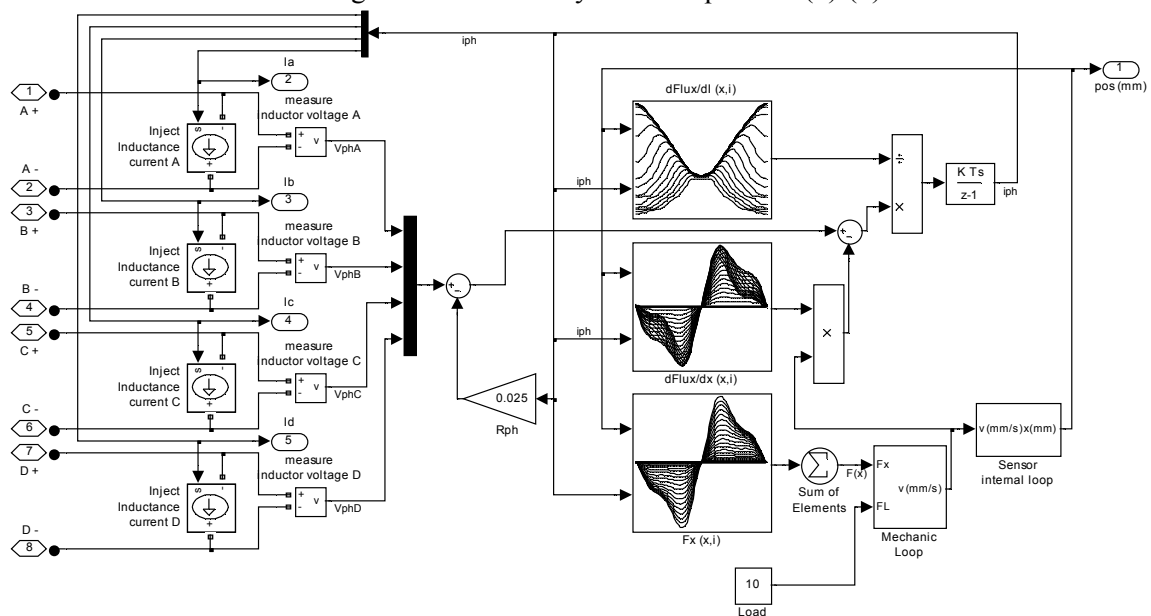 iph
1
pos (mm)
Ia
2
dFlux/dI (x,i)
1
A +
measure
inductor voltage A
Inject
Inductance
current A
s
-
+
+
-
v
VphA
÷
×
K Ts
z-1
iph
A -
2
3
B +
Ib
3
iph
measure
inductor voltage B
Inject
Inductance
current B
s
-
+
+
-
v
VphB
+
-
+
-
B -
4
5
C +
Ic
4
iph
×
measure
inductor voltage C
Inject
Inductance
current C
s
-
+
+
-
v
VphC
dFlux/dx (x,i)
0.025
Rph
C -
6
7
D +
Id
5
v(mm/s)x(mm)
Sensor
internal loop
measure
inductor voltage D
Inject
Inductance
current D
s
-
+
+
-
v
VphD
Sum of
Elements
F(x)
Fx
v(mm/s)
FL
Mechanic
Loop
D -
8
Fx (x,i)
10
Load